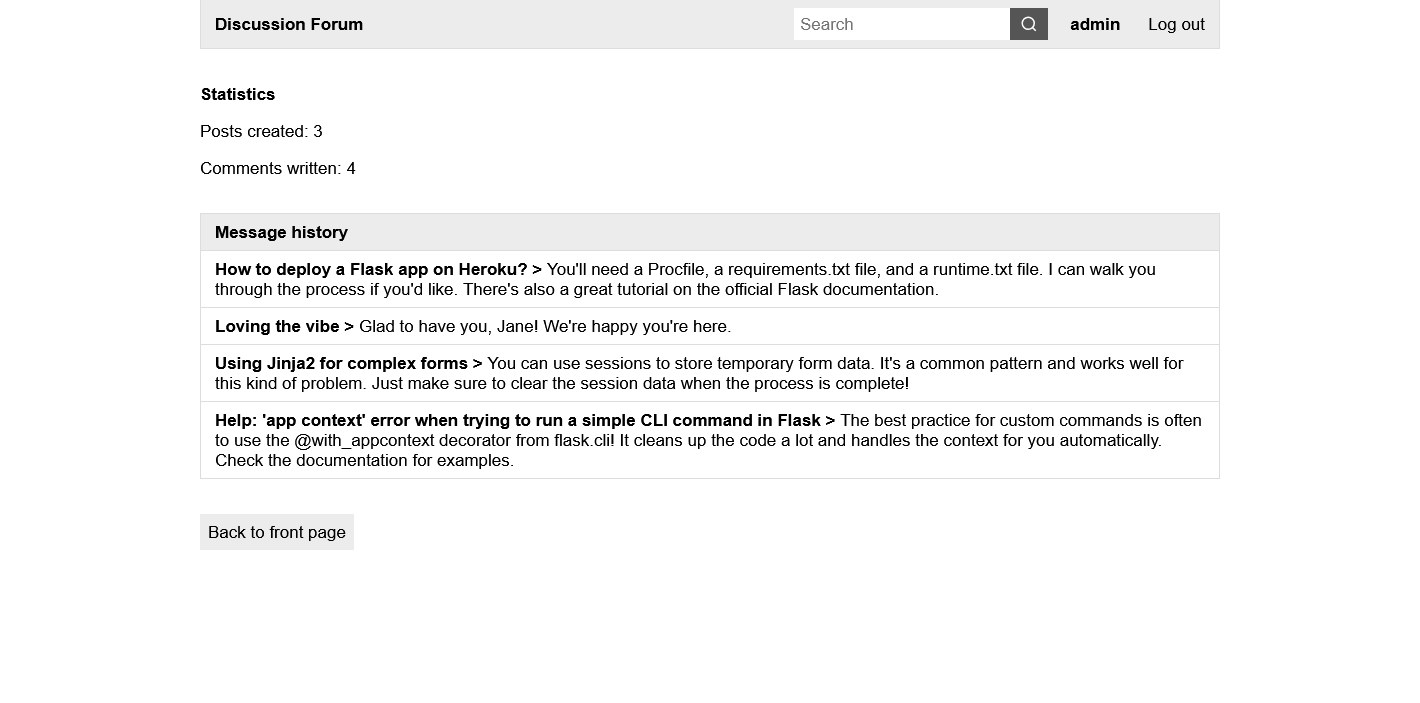 Discussion Forum
Search
admin
Log out
Statistics
Posts created: 3
Comments written: 4
Message history
How to deploy a Flask app on Heroku? > You'll need a Procfile, a requirements.txt file, and a runtime.txt file. I can walk you
through the process if you'd like. There's also a great tutorial on the official Flask documentation.
Loving the vibe > Glad to have you, Jane! We're happy you're here.
Using Jinja2 for complex forms > You can use sessions to store temporary form data. It's a common pattern and works well for
this kind of problem. Just make sure to clear the session data when the process is complete!
Help: 'app context' error when trying to run a simple CLI command in Flask > The best practice for custom commands is often
to use the @with_appcontext decorator from flask.cli! It cleans up the code a lot and handles the context for you automatically.
Check the documentation for examples.
Back to front page